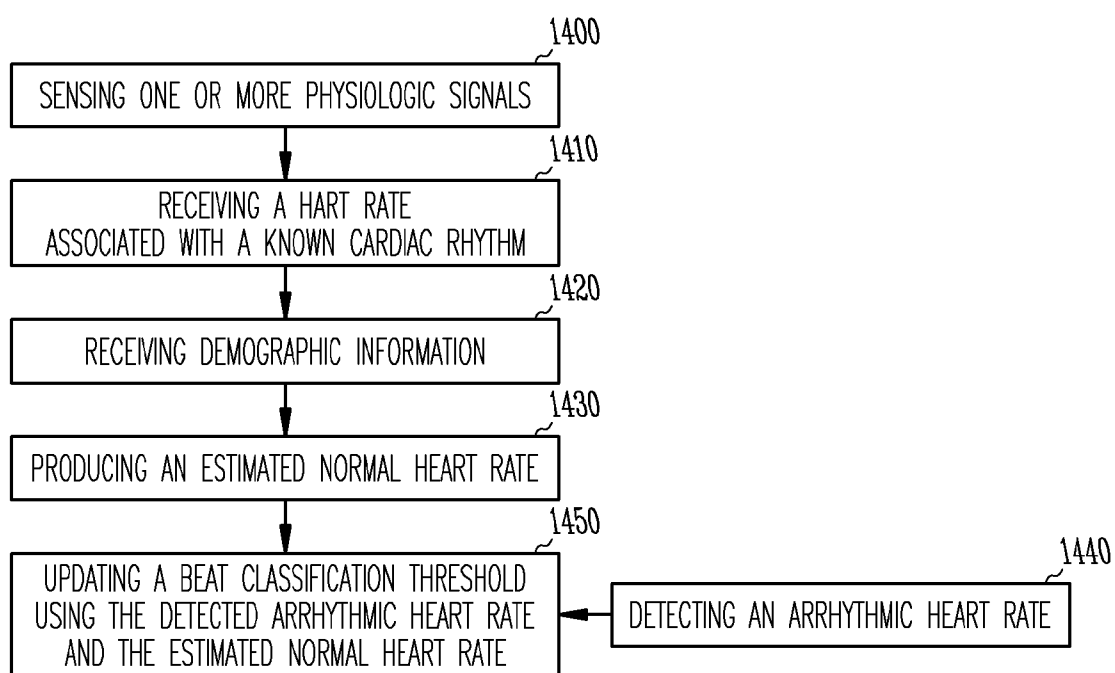 1400
SENSING ONE OR MORE PHYSIOLOGIC SIGNALS
1410
RECEIVING A HART RATE
ASSOCIATED WITH A KNOWN CARDIAC RHYTHM
1420
RECEIVING DEMOGRAPHIC INFORMATION
1430
PRODUCING AN ESTIMATED NORMAL HEART RATE
1450
UPDATING A BEAT CLASSIFICATION THRESHOLD
USING THE DETECTED ARRHYTHMIC HEART RATE
AND THE ESTIMATED NORMAL HEART RATE
1440
DETECTING AN ARRHYTHMIC HEART RATE